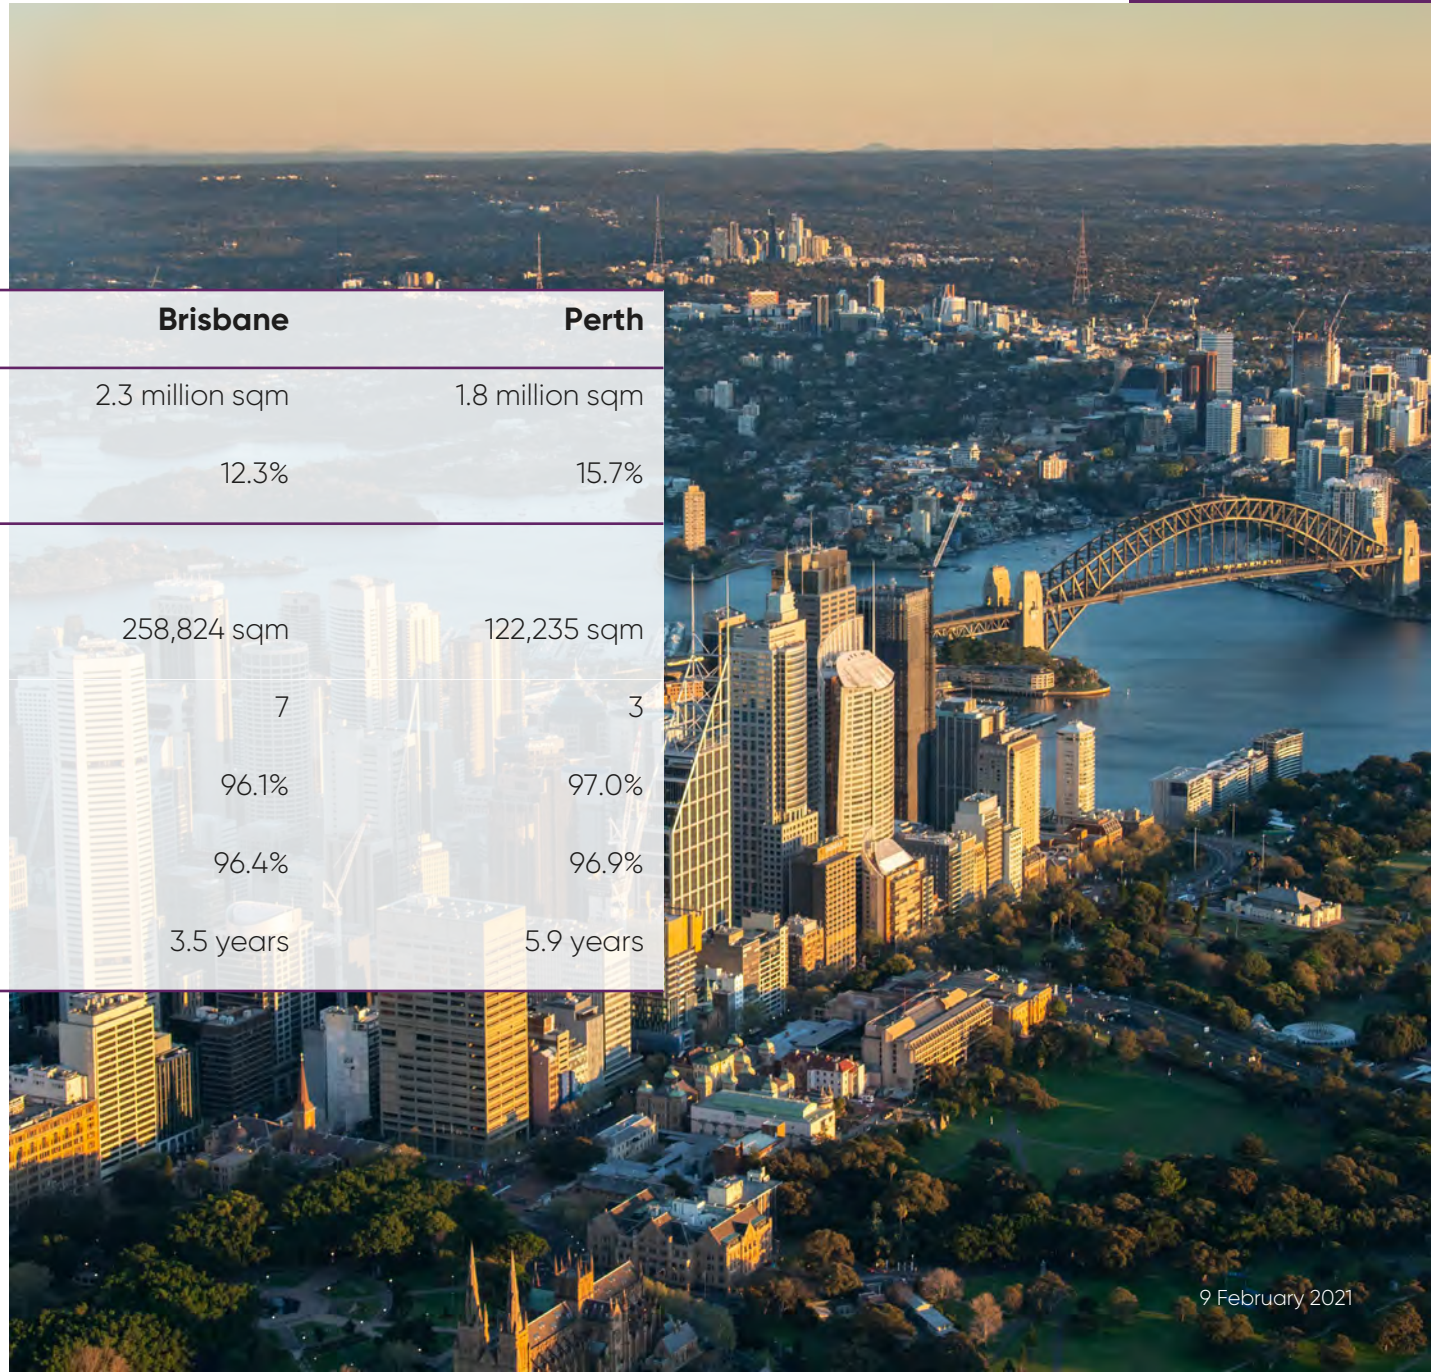 Brisbane Perth
2.3 million sqm 1.8 million sqm
12.3% 15.7%
258,824 sqm 122,235 sqm
7 3
96.1% 97.0%
96.4% 96.9%
3.5 years 5.9 years
9 February 2021